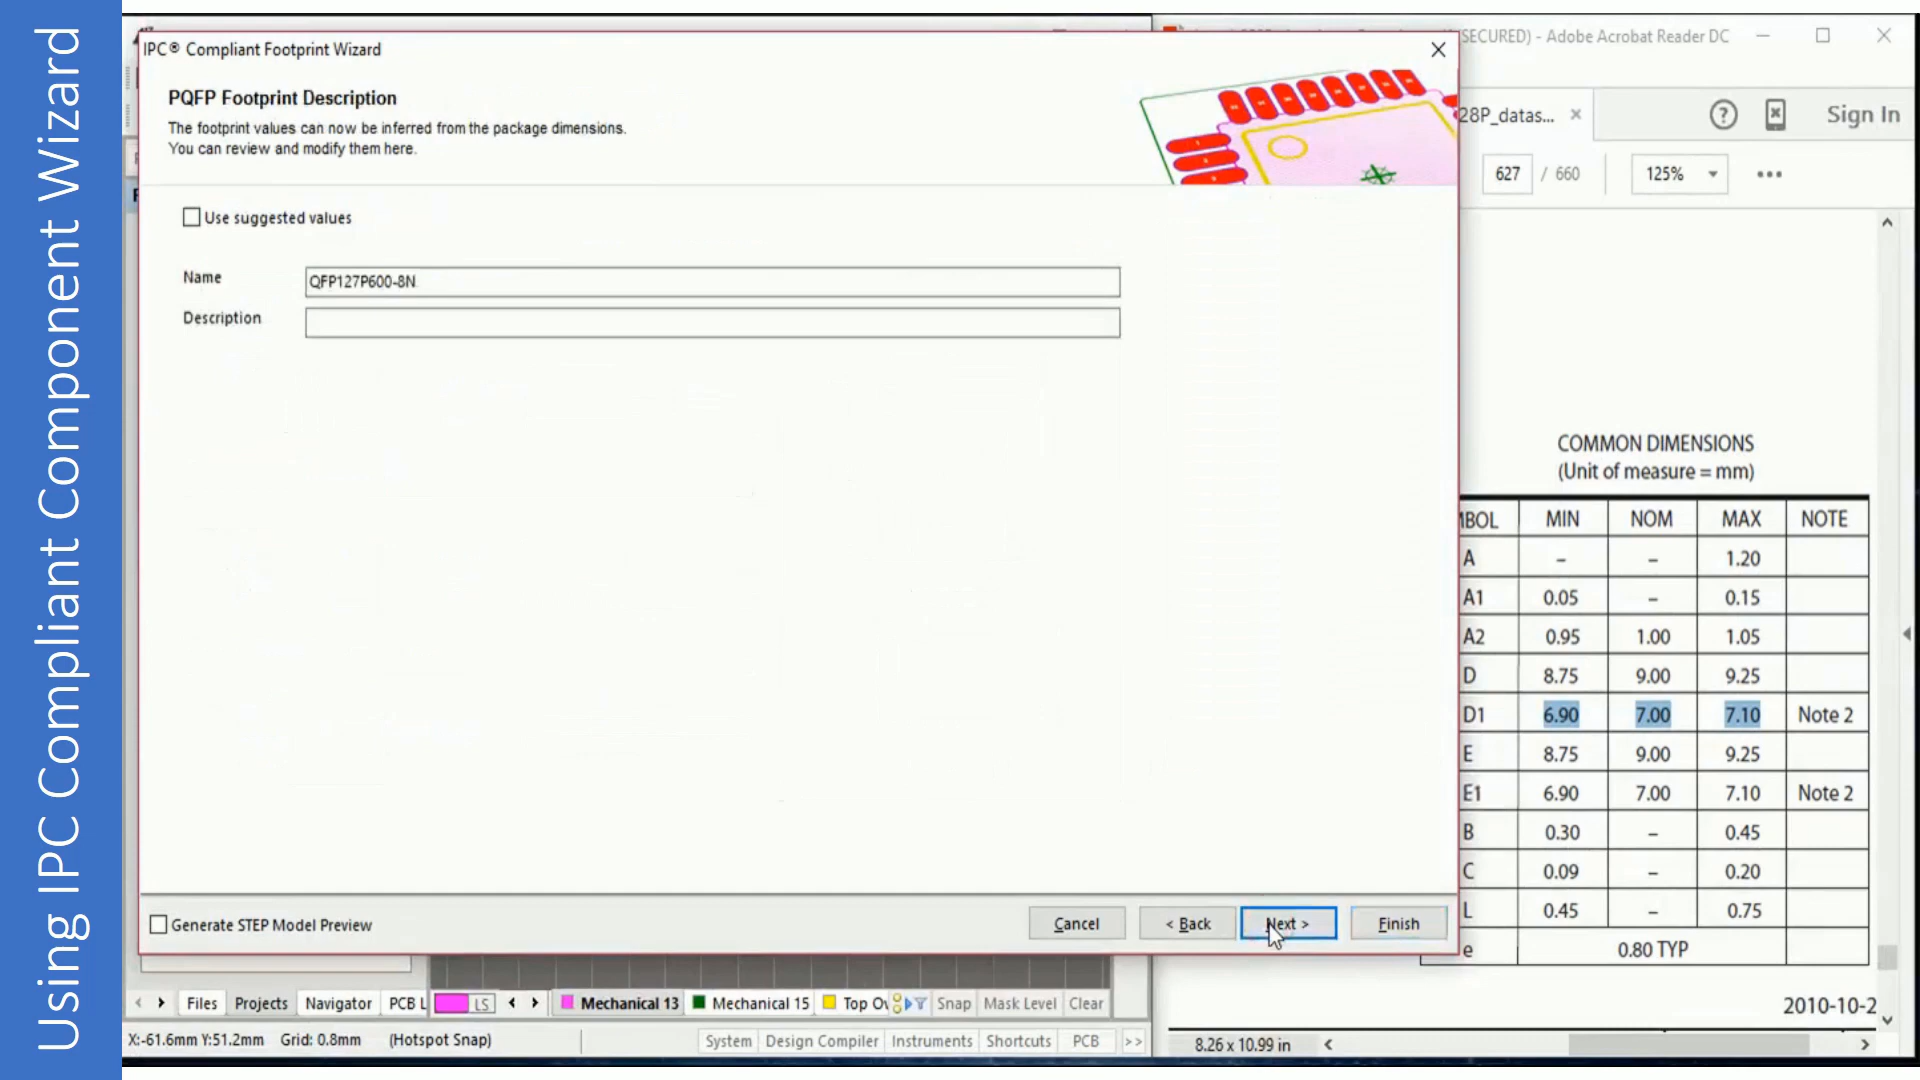 Using IPC Compliant Component Wizard
IPC® Compliant Footprint Wizard
PQFP Footprint Description
The footprint values can now be inferred from the package dimensions.
You can review and modify them here.
Use suggested values
Name
QFP127P600-8N
Description
Generate STEP Model Preview
Cancel
< Back
Next >
Finish
Files
Projects
Navigator
PCB L
LS
Mechanical 13
Mechanical 15
Top Ov
Snap
Mask Level
Clear
X:-61.6mm Y:51.2mm Grid: 0.8mm (Hotspot Snap)
System
Design Compiler
Instruments
Shortcuts
PCB
>>
(SECURED) - Adobe Acrobat Reader DC
28P_datas...
Sign In
627 / 660
125%
COMMON DIMENSIONS
(Unit of measure = mm)
MBOL MIN NOM MAX NOTE
A – – 1.20
A1 0.05 – 0.15
A2 0.95 1.00 1.05
D 8.75 9.00 9.25
D1 6.90 7.00 7.10 Note 2
E 8.75 9.00 9.25
E1 6.90 7.00 7.10 Note 2
B 0.30 – 0.45
C 0.09 – 0.20
L 0.45 – 0.75
e 0.80 TYP
2010-10-2
8.26 x 10.99 in